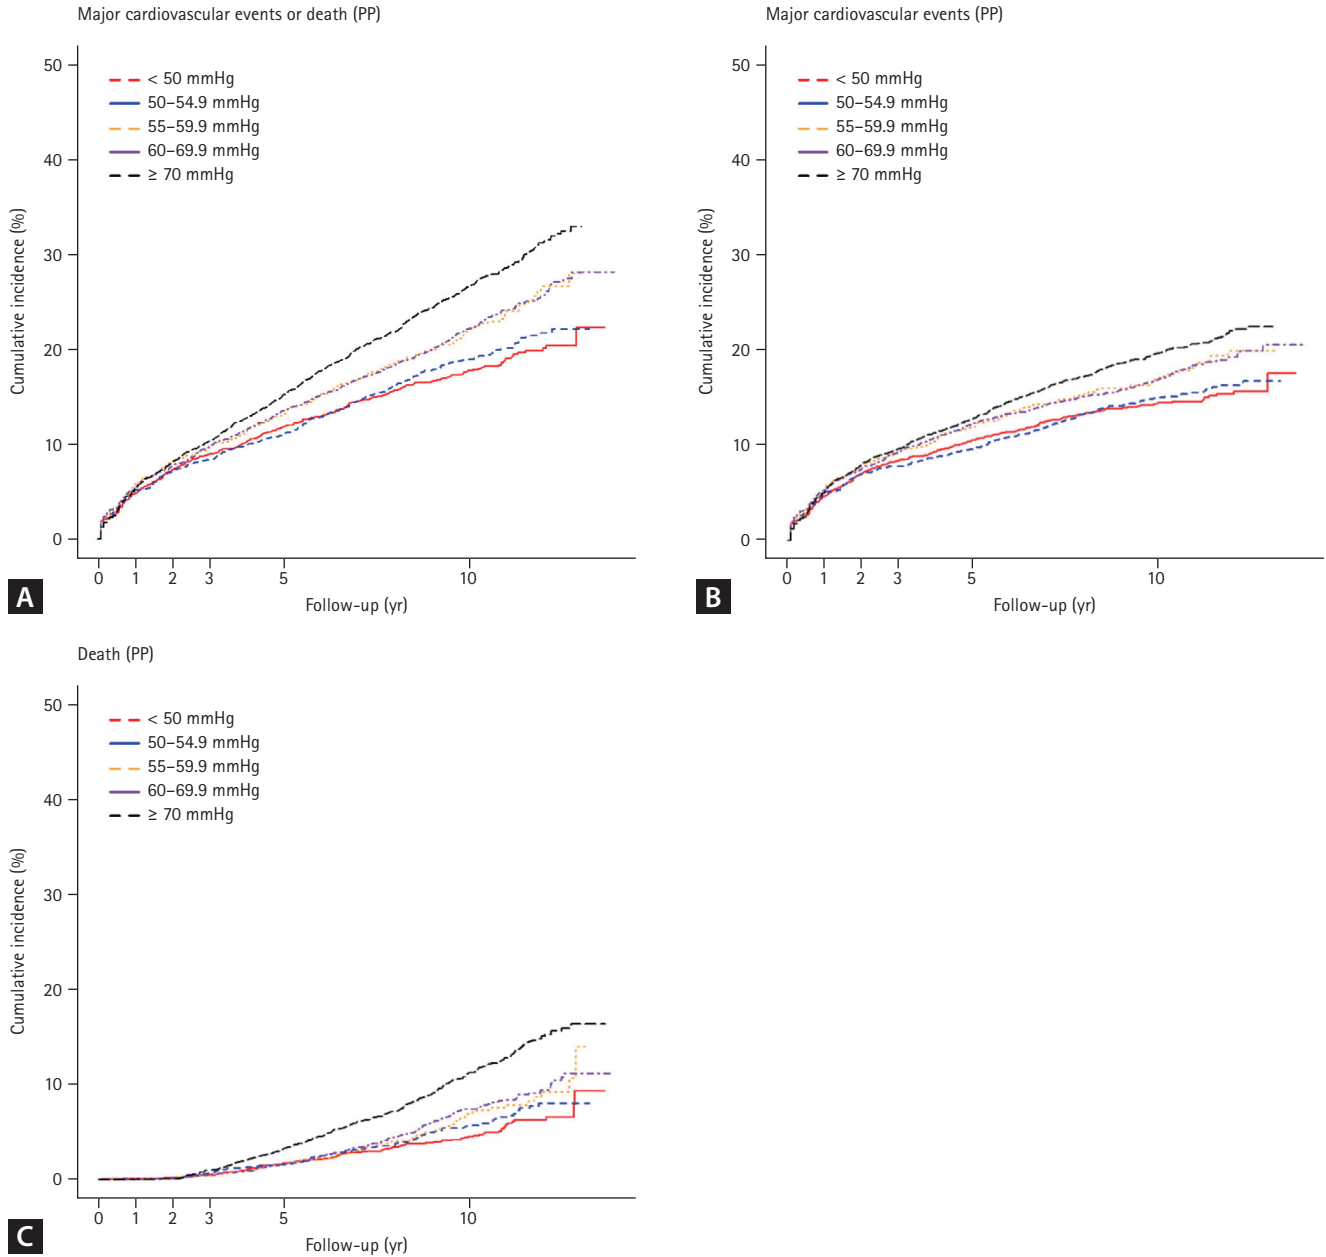 Major cardiovascular events or death (PP)
Cumulative incidence (%)
50
40
30
20
10
0
< 50 mmHg
50–54.9 mmHg
55–59.9 mmHg
60–69.9 mmHg
≥ 70 mmHg
0 1 2 3 5 10
Follow-up (yr)
A
Major cardiovascular events (PP)
Cumulative incidence (%)
50
40
30
20
10
0
< 50 mmHg
50–54.9 mmHg
55–59.9 mmHg
60–69.9 mmHg
≥ 70 mmHg
0 1 2 3 5 10
Follow-up (yr)
B
Death (PP)
Cumulative incidence (%)
50
40
30
20
10
0
< 50 mmHg
50–54.9 mmHg
55–59.9 mmHg
60–69.9 mmHg
≥ 70 mmHg
0 1 2 3 5 10
Follow-up (yr)
C